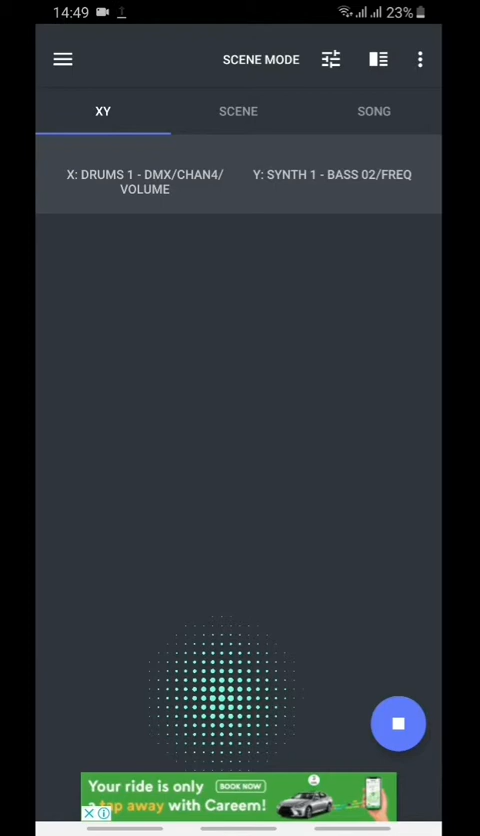 14:49
23%
SCENE MODE
XY
SCENE
SONG
X: DRUMS 1 - DMX/CHAN4/
VOLUME
Y: SYNTH 1 - BASS 02/FREQ
Your ride is only
BOOK NOW
a tap away with Careem!